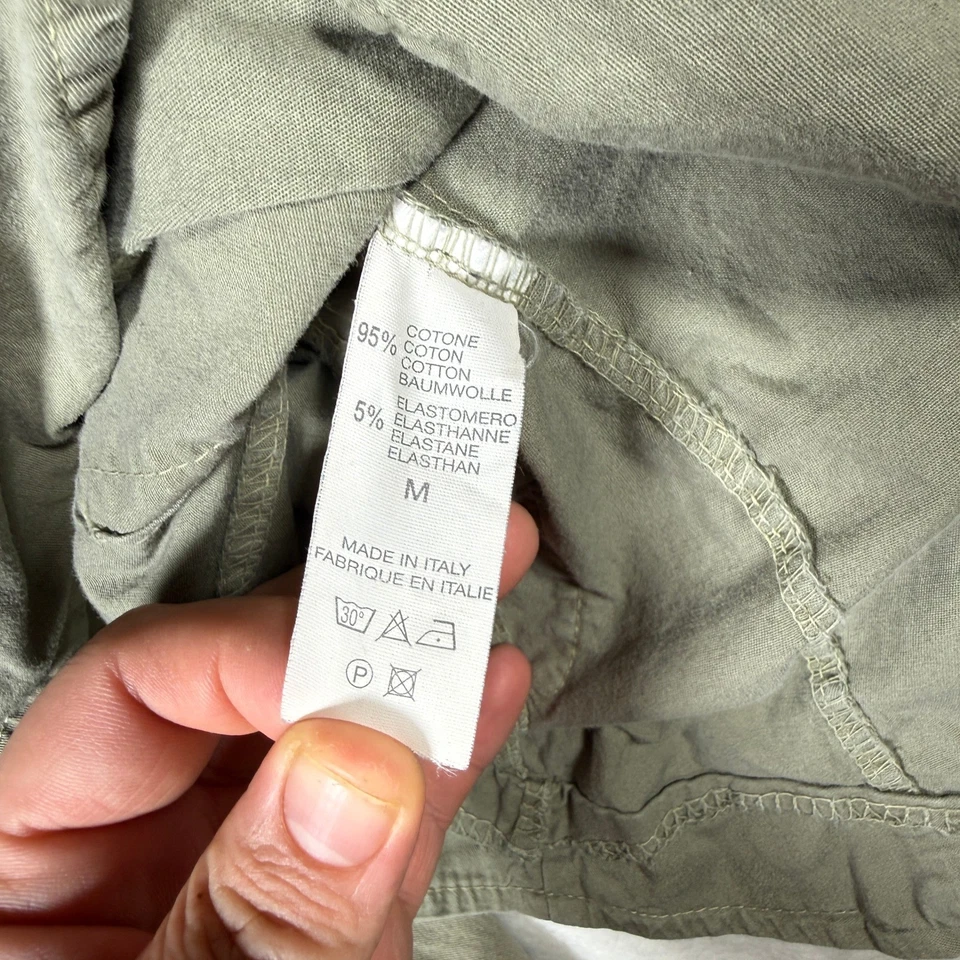 95% COTONE
COTON
COTTON
BAUMWOLLE
5% ELASTOMERO
ELASTHANNE
ELASTANE
ELASTHAN
M
MADE IN ITALY
FABRIQUE EN ITALIE
30°
P